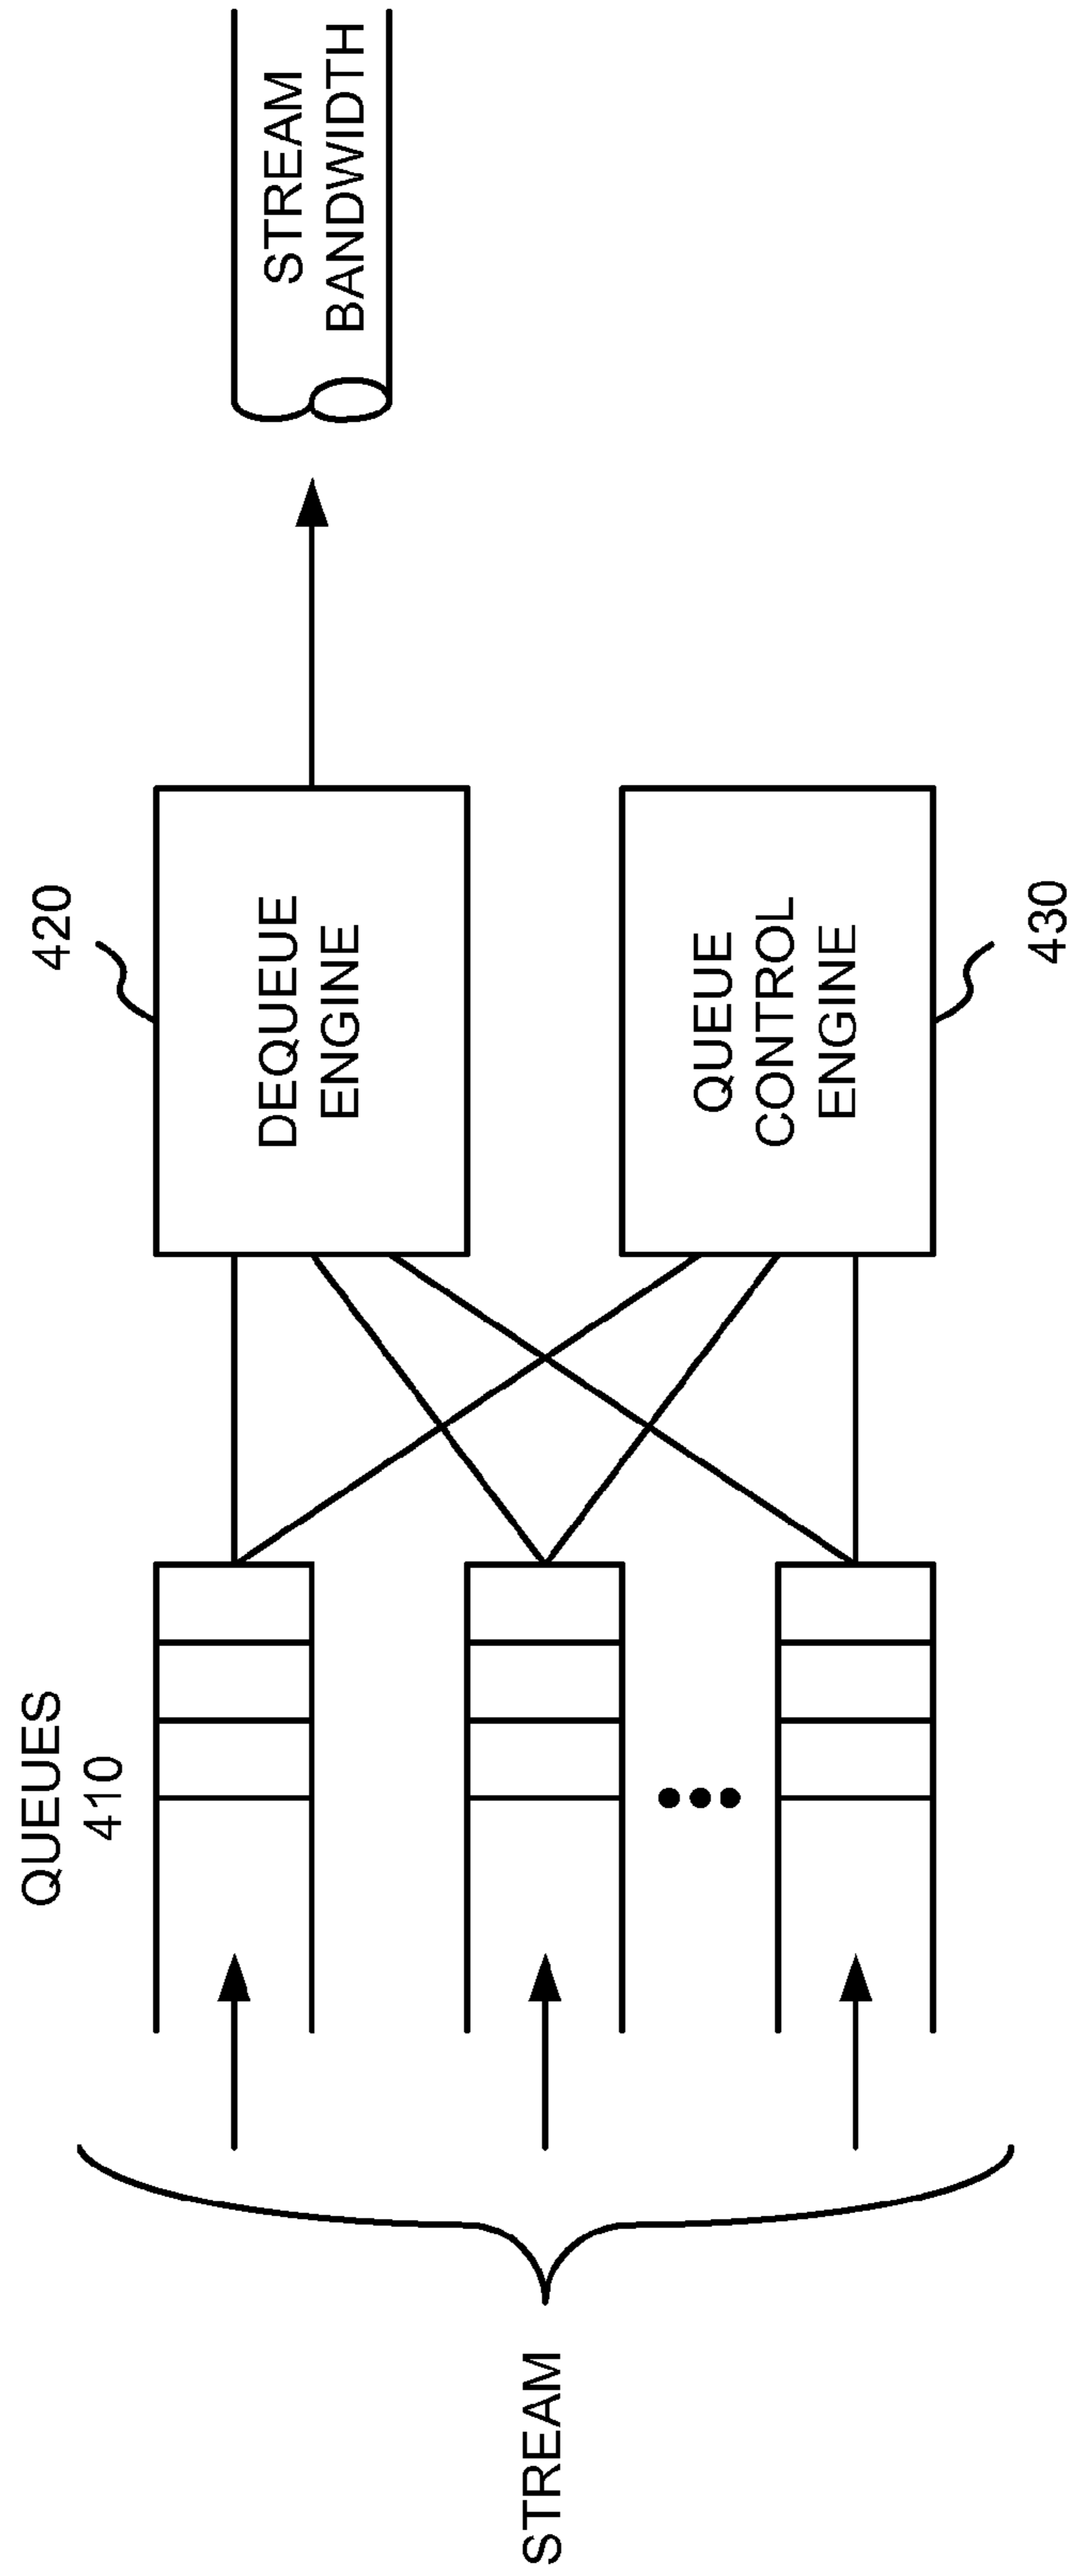 QUEUES
410
STREAM
420
DEQUEUE
ENGINE
QUEUE
CONTROL
ENGINE
430
STREAM
BANDWIDTH